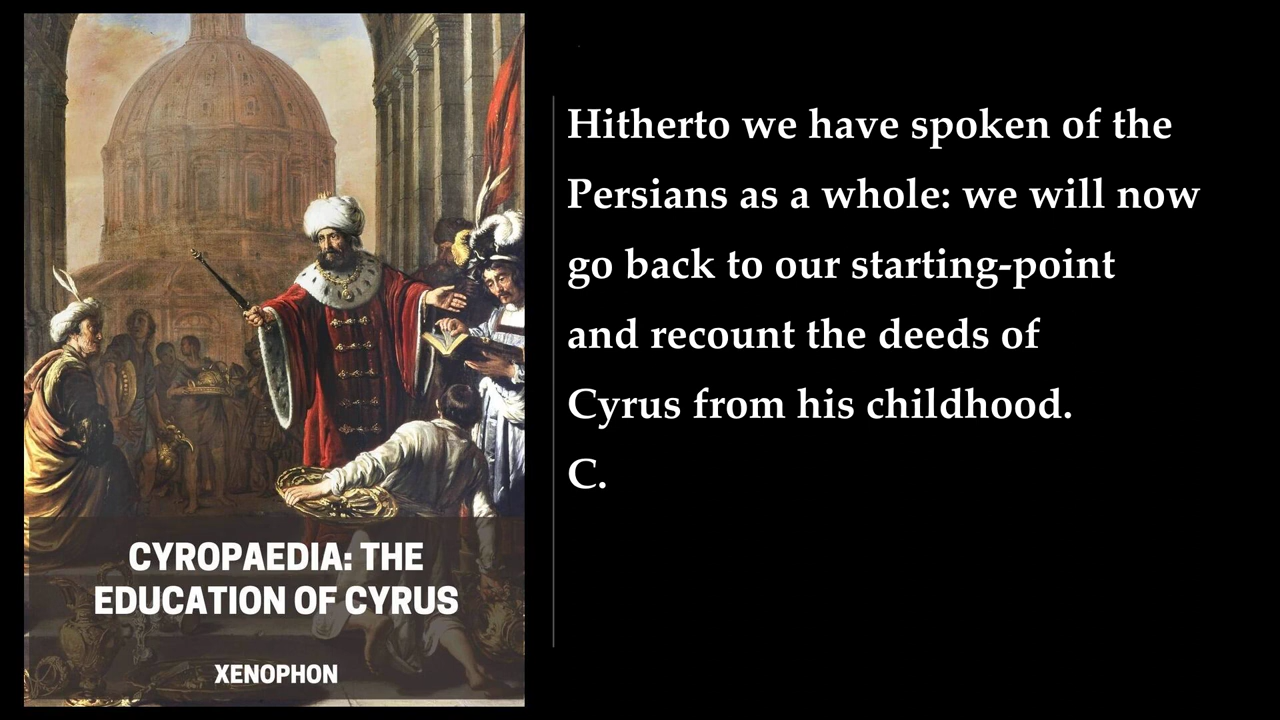 CYROPAEDIA: THE
EDUCATION OF CYRUS
XENOPHON
Hitherto we have spoken of the
Persians as a whole: we will now
go back to our starting-point
and recount the deeds of
Cyrus from his childhood.
C.